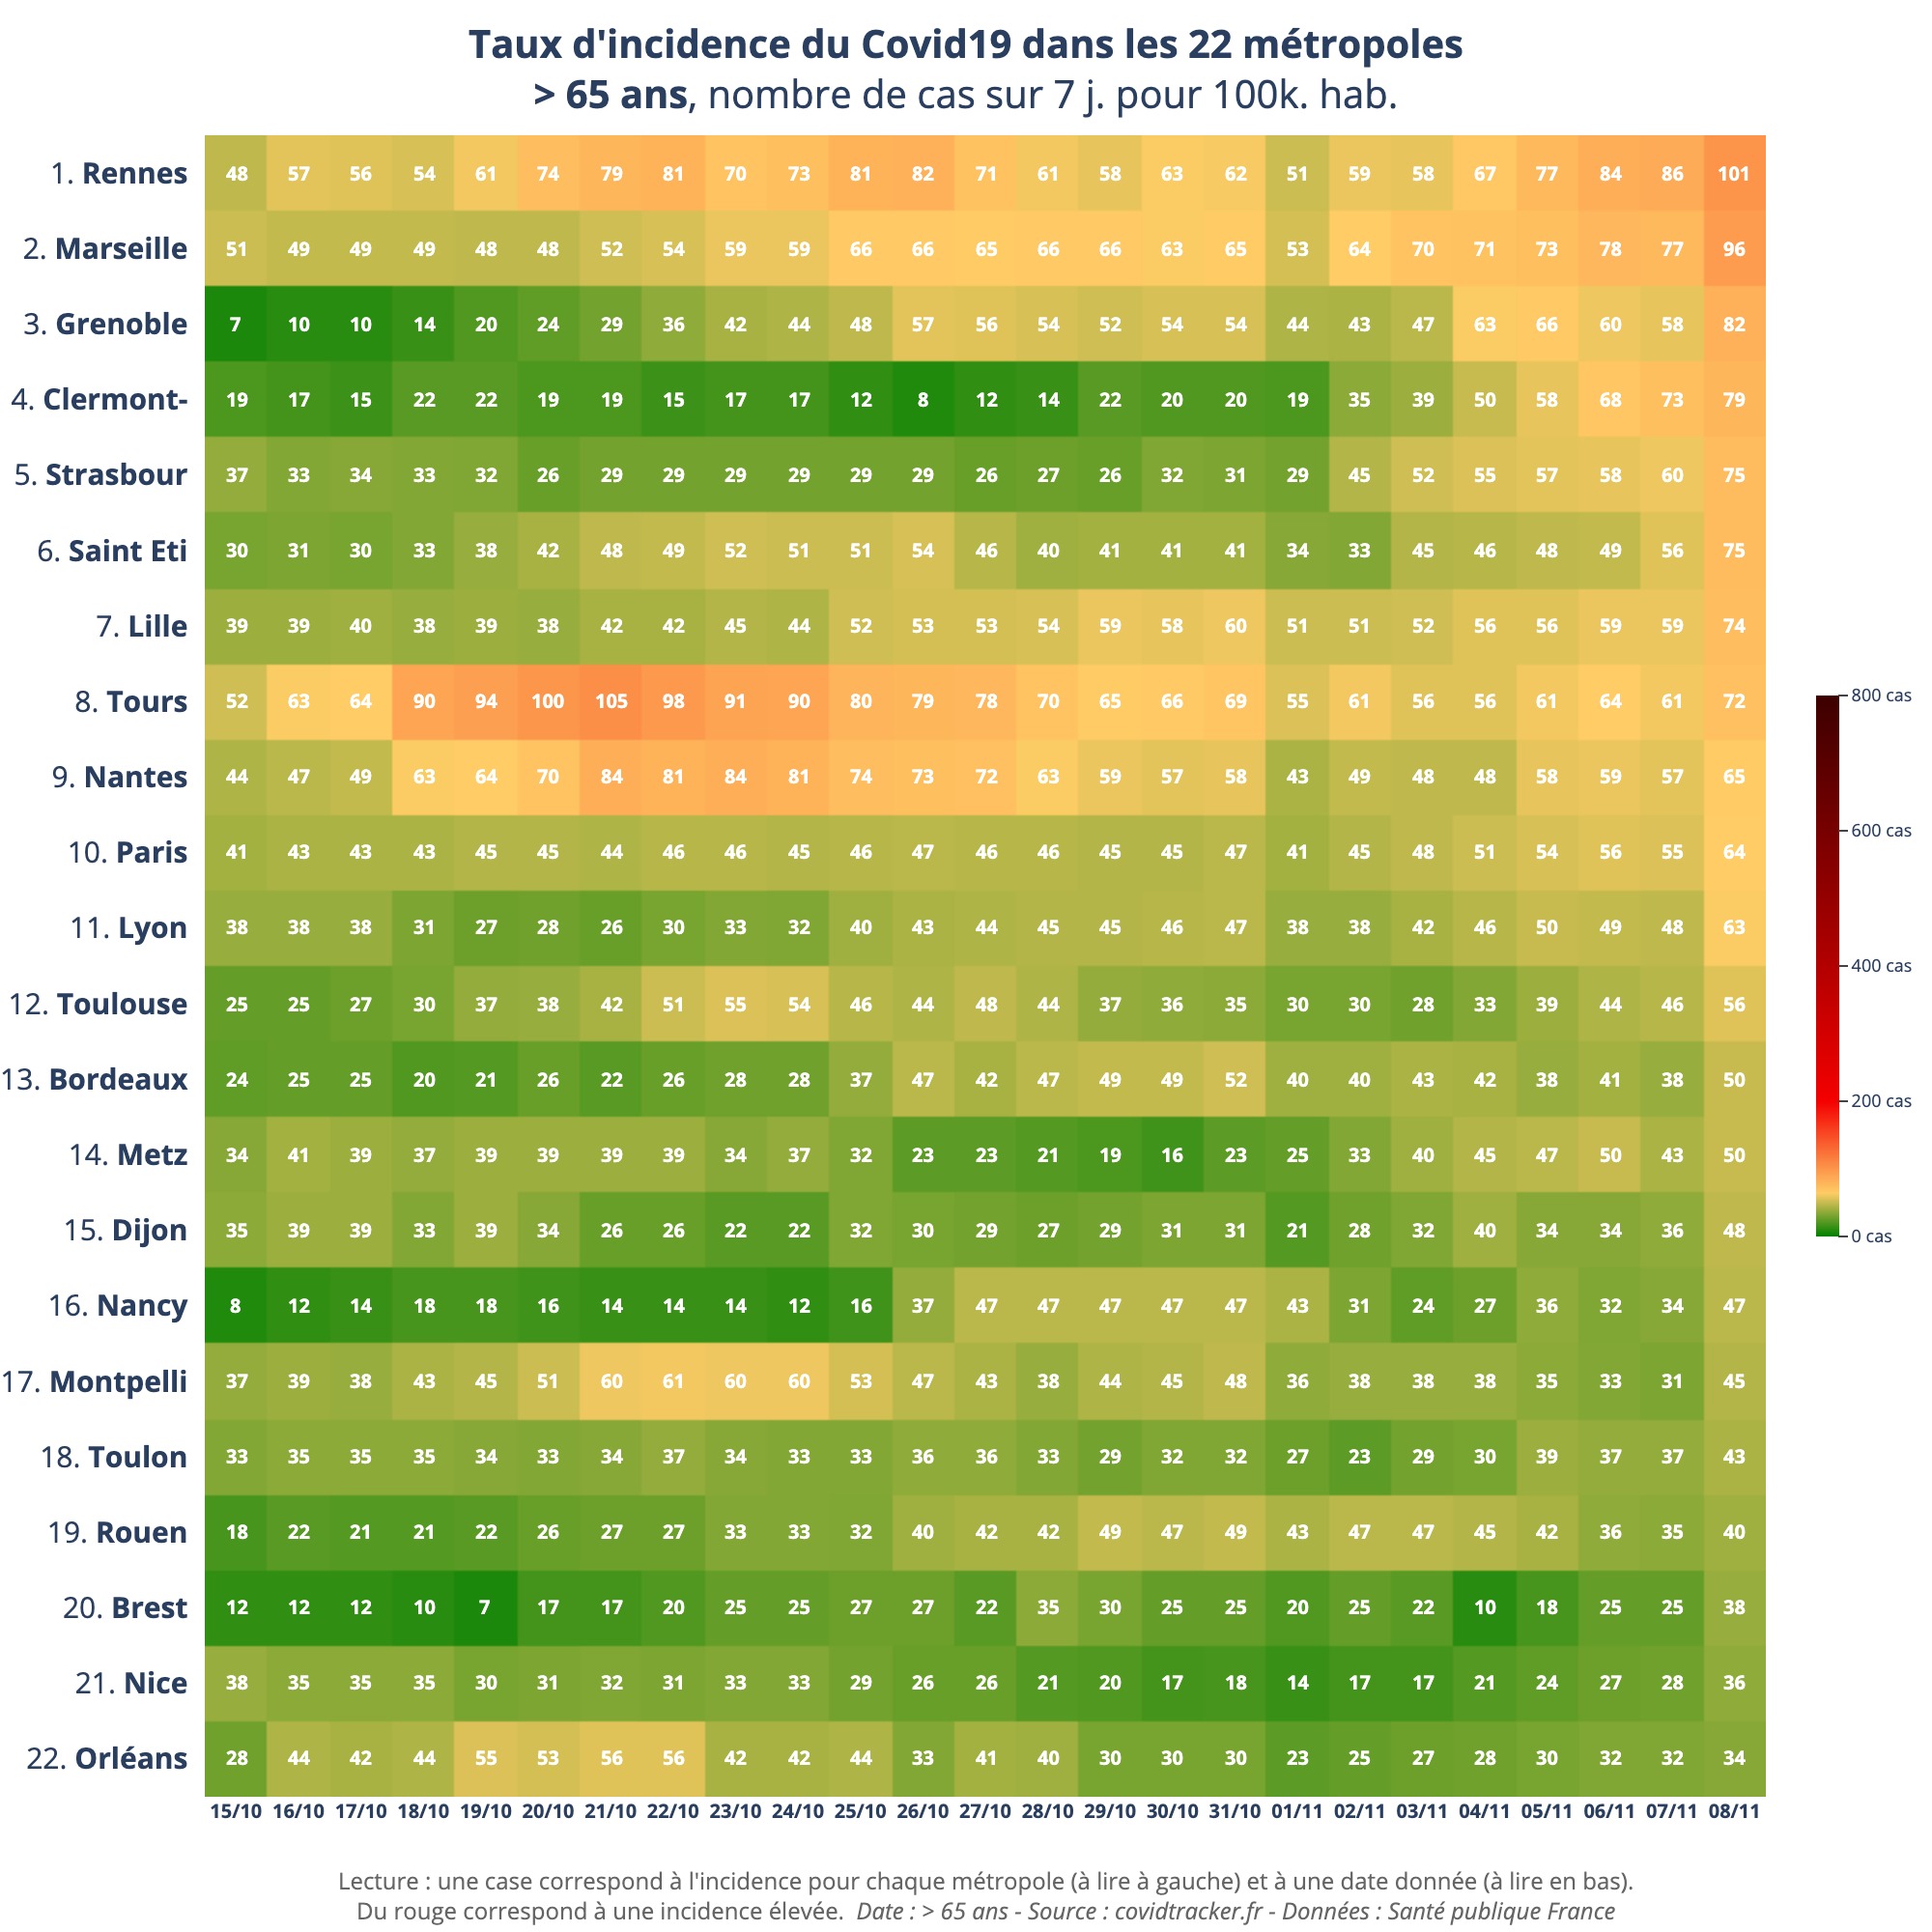 Taux d'incidence du Covid19 dans les 22 métropoles
> 65 ans, nombre de cas sur 7 j. pour 100k. hab.
1. Rennes 48 57 56 54 61 74 79 81 70 73 81 82 71 61 58 63 62 51 59 58 67 77 84 86 101
2. Marseille 51 49 49 49 48 48 52 54 59 59 66 66 65 66 66 63 65 53 64 70 71 73 78 77 96
3. Grenoble 7 10 10 14 20 24 29 36 42 44 48 57 56 54 52 54 54 44 43 47 63 66 60 58 82
4. Clermont- 19 17 15 22 22 19 19 15 17 17 12 8 12 14 22 20 20 19 35 39 50 58 68 73 79
5. Strasbour 37 33 34 33 32 26 29 29 29 29 29 29 26 27 26 32 31 29 45 52 55 57 58 60 75
6. Saint Eti 30 31 30 33 38 42 48 49 52 51 51 54 46 40 41 41 41 34 33 45 46 48 49 56 75
7. Lille 39 39 40 38 39 38 42 42 45 44 52 53 53 54 59 58 60 51 51 52 56 56 59 59 74
8. Tours 52 63 64 90 94 100 105 98 91 90 80 79 78 70 65 66 69 55 61 56 56 61 64 61 72
9. Nantes 44 47 49 63 64 70 84 81 84 81 74 73 72 63 59 57 58 43 49 48 48 58 59 57 65
10. Paris 41 43 43 43 45 45 44 46 46 45 46 47 46 46 45 45 47 41 45 48 51 54 56 55 64
11. Lyon 38 38 38 31 27 28 26 30 33 32 40 43 44 45 45 46 47 38 38 42 46 50 49 48 63
12. Toulouse 25 25 27 30 37 38 42 51 55 54 46 44 48 44 37 36 35 30 30 28 33 39 44 46 56
13. Bordeaux 24 25 25 20 21 26 22 26 28 28 37 47 42 47 49 49 52 40 40 43 42 38 41 38 50
14. Metz 34 41 39 37 39 39 39 39 34 37 32 23 23 21 19 16 23 25 33 40 45 47 50 43 50
15. Dijon 35 39 39 33 39 34 26 26 22 22 32 30 29 27 29 31 31 21 28 32 40 34 34 36 48
16. Nancy 8 12 14 18 18 16 14 14 14 12 16 37 47 47 47 47 47 43 31 24 27 36 32 34 47
17. Montpelli 37 39 38 43 45 51 60 61 60 60 53 47 43 38 44 45 48 36 38 38 38 35 33 31 45
18. Toulon 33 35 35 35 34 33 34 37 34 33 33 36 36 33 29 32 32 27 23 29 30 39 37 37 43
19. Rouen 18 22 21 21 22 26 27 27 33 33 32 40 42 42 49 47 49 43 47 47 45 42 36 35 40
20. Brest 12 12 12 10 7 17 17 20 25 25 27 27 22 35 30 25 25 20 25 22 10 18 25 25 38
21. Nice 38 35 35 35 30 31 32 31 33 33 29 26 26 21 20 17 18 14 17 17 21 24 27 28 36
22. Orléans 28 44 42 44 55 53 56 56 42 42 44 33 41 40 30 30 30 23 25 27 28 30 32 32 34
15/10 16/10 17/10 18/10 19/10 20/10 21/10 22/10 23/10 24/10 25/10 26/10 27/10 28/10 29/10 30/10 31/10 01/11 02/11 03/11 04/11 05/11 06/11 07/11 08/11
800 cas
600 cas
400 cas
200 cas
0 cas
Lecture : une case correspond à l'incidence pour chaque métropole (à lire à gauche) et à une date donnée (à lire en bas).
Du rouge correspond à une incidence élevée. Date : > 65 ans - Source : covidtracker.fr - Données : Santé publique France